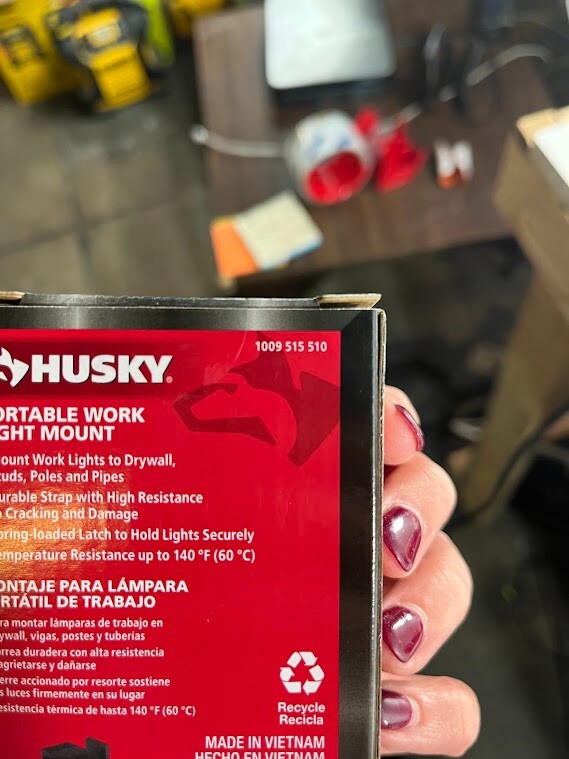 1009 515 510
HUSKY®
ORTABLE WORK
GHT MOUNT
ount Work Lights to Drywall,
uds, Poles and Pipes
urable Strap with High Resistance
o Cracking and Damage
pring-loaded Latch to Hold Lights Securely
emperature Resistance up to 140 °F (60 °C)
ONTAJE PARA LÁMPARA
RTÁTIL DE TRABAJO
ra montar lámparas de trabajo en
ywall, vigas, postes y tuberías
rrea duradera con alta resistencia
agrietarse y dañarse
erre accionado por resorte sostiene
s luces firmemente en su lugar
esistencia térmica de hasta 140 °F (60 °C)
Recycle
Recicla
MADE IN VIETNAM
HECHO EN VIETNAM